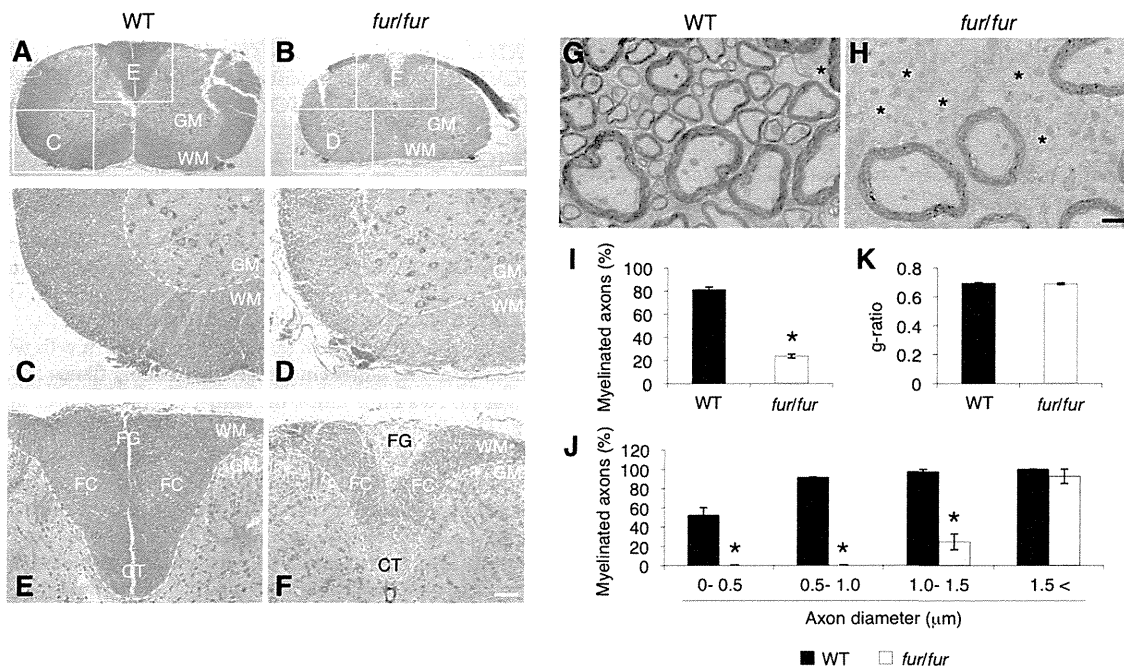 WT
fur/fur
WT
fur/fur
A
E
C
GM
WM
B
F
D
GM
WM
G
*
H
* * * * *
C
GM
WM
D
GM
WM
I
Myelinated axons (%)
100
80
60
40
20
0
*
WT
fur/fur
K
g-ratio
0.8
0.6
0.4
0.2
0
WT
fur/fur
E
FG
WM
GM
FC
FC
CT
F
FG
WM
GM
FC
FC
CT
J
Myelinated axons (%)
120
100
80
60
40
20
0
* * *
0- 0.5
0.5- 1.0
1.0- 1.5
1.5 <
Axon diameter (μm)
WT
fur/fur